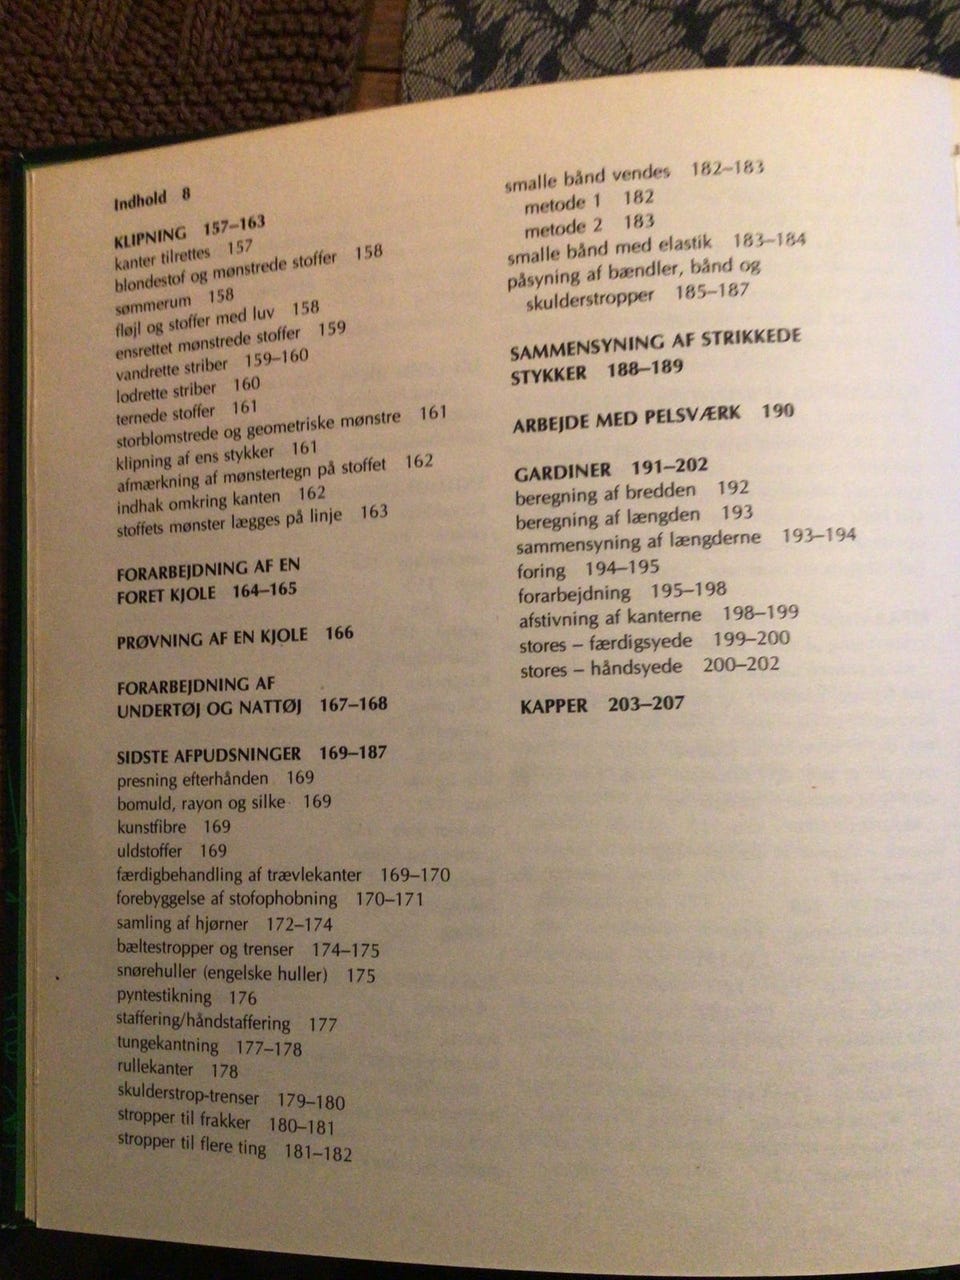 Indhold 8
KLIPNING 157–163
kanter tilrettes 157
blondestof og mønstrede stoffer 158
sømmerum 158
fløjl og stoffer med luv 158
ensrettet mønstrede stoffer 159
vandrette striber 159–160
lodrette striber 160
ternede stoffer 161
storblomstrede og geometriske mønstre 161
klipning af ens stykker 161
afmærkning af mønstertegn på stoffet 162
indhak omkring kanten 162
stoffets mønster lægges på linje 163
FORARBEJDNING AF EN
FORET KJOLE 164–165
PRØVNING AF EN KJOLE 166
FORARBEJDNING AF
UNDERTØJ OG NATTØJ 167–168
SIDSTE AFPUDSNINGER 169–187
presning efterhånden 169
bomuld, rayon og silke 169
kunstfibre 169
uldstoffer 169
færdigbehandling af trævlekanter 169–170
forebyggelse af stofophobning 170–171
samling af hjørner 172–174
bæltestropper og trenser 174–175
snørehuller (engelske huller) 175
pyntestikning 176
staffering/håndstaffering 177
tungekantning 177–178
rullekanter 178
skulderstrop-trenser 179–180
stropper til frakker 180–181
stropper til flere ting 181–182
smalle bånd vendes 182–183
metode 1 182
metode 2 183
smalle bånd med elastik 183–184
påsyning af bændler, bånd og
skulderstropper 185–187
SAMMENSYNING AF STRIKKEDE
STYKKER 188–189
ARBEJDE MED PELSVÆRK 190
GARDINER 191–202
beregning af bredden 192
beregning af længden 193
sammensyning af længderne 193–194
foring 194–195
forarbejdning 195–198
afstivning af kanterne 198–199
stores – færdigsyede 199–200
stores – håndsyede 200–202
KAPPER 203–207